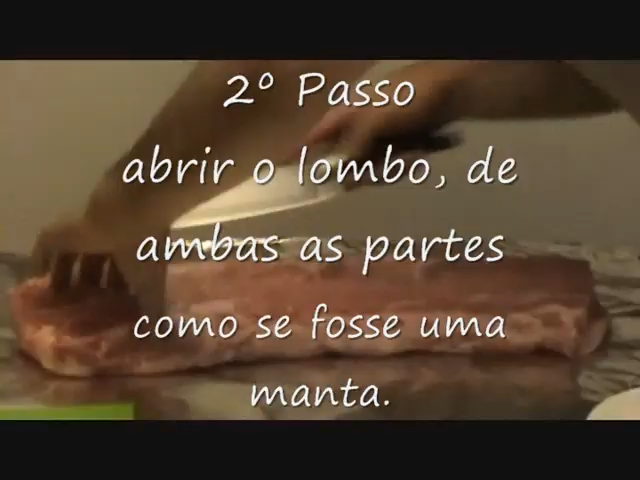 2º Passo
abrir o lombo, de
ambas as partes
como se fosse uma
manta.